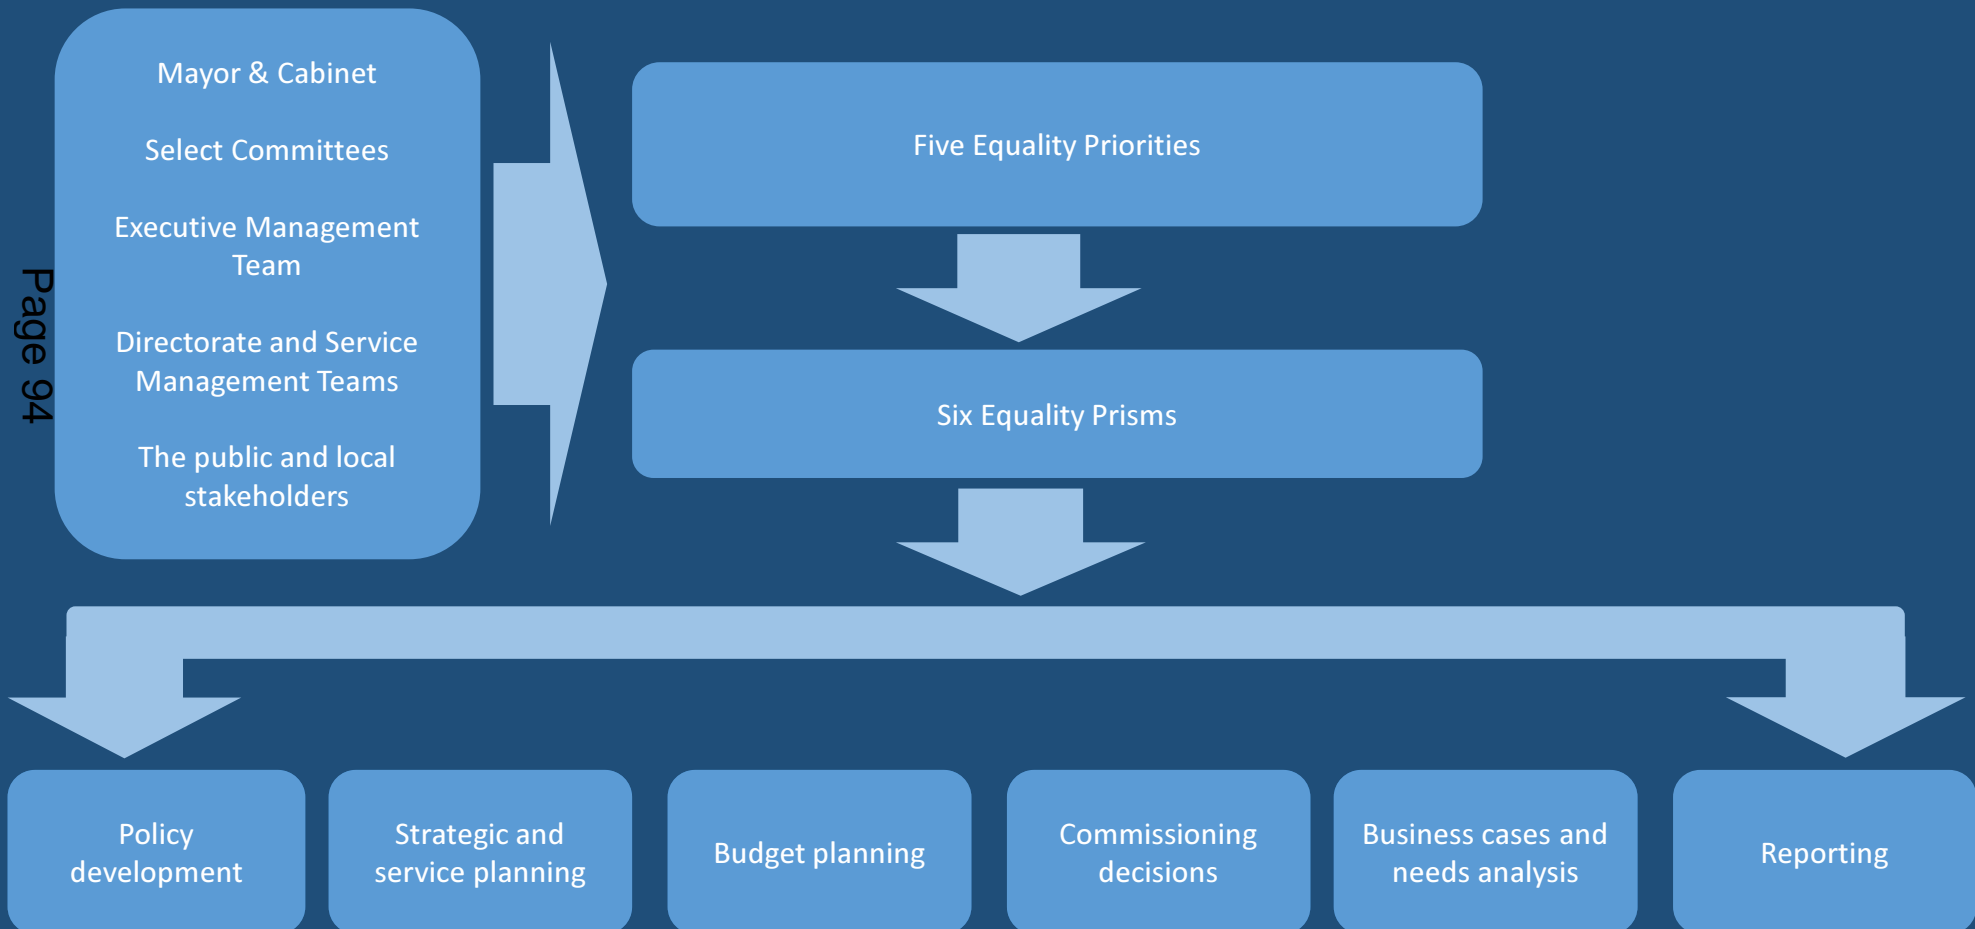 Mayor & Cabinet
Select Committees
Executive Management
Team
Directorate and Service
Management Teams
The public and local
stakeholders
Page 94
Five Equality Priorities
Six Equality Prisms
Policy
development
Strategic and
service planning
Budget planning
Commissioning
decisions
Business cases and
needs analysis
Reporting